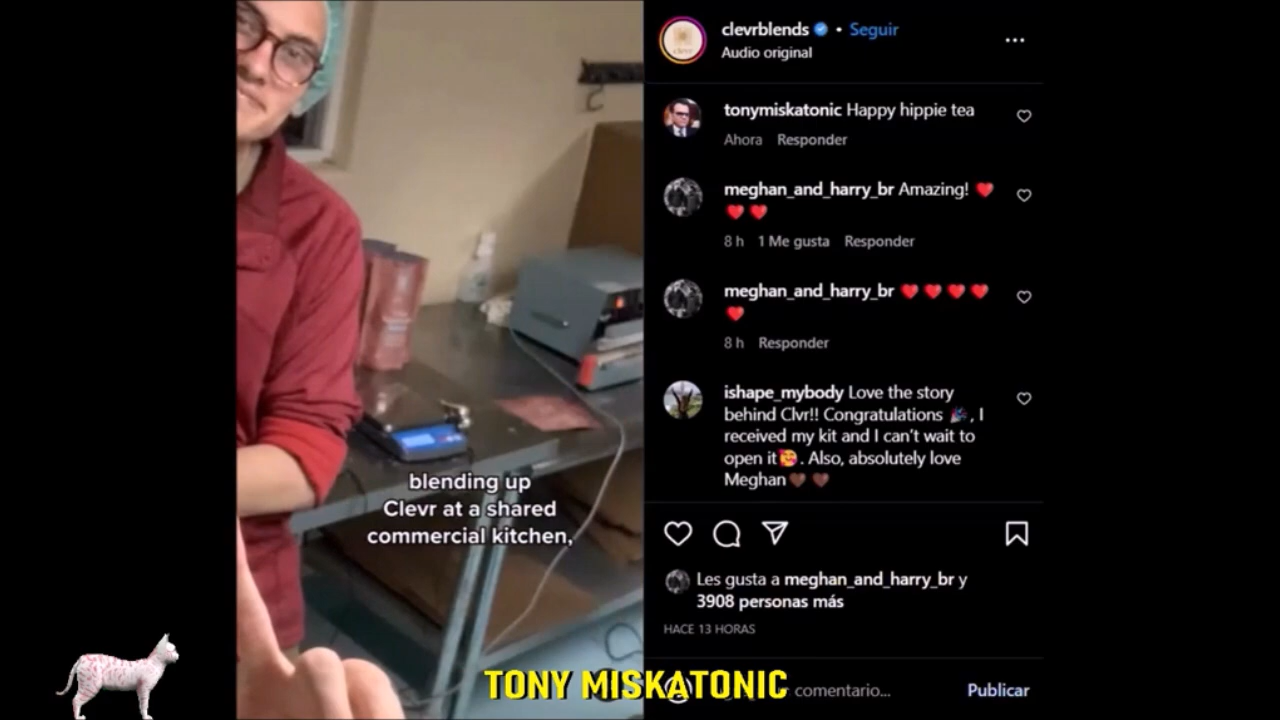 clevrblends • Seguir
Audio original
tonymiskatonic Happy hippie tea
Ahora Responder
meghan_and_harry_br Amazing! ❤️
❤️❤️
8 h 1 Me gusta Responder
meghan_and_harry_br ❤️❤️❤️❤️
❤️
8 h Responder
ishape_mybody Love the story
behind Clvr!! Congratulations 🎉, I
received my kit and I can't wait to
open it🥰. Also, absolutely love
Meghan🤎🤎
blending up
Clevr at a shared
commercial kitchen,
Les gusta a meghan_and_harry_br y
3908 personas más
HACE 13 HORAS
TONY MISKATONIC
comentario...
Publicar